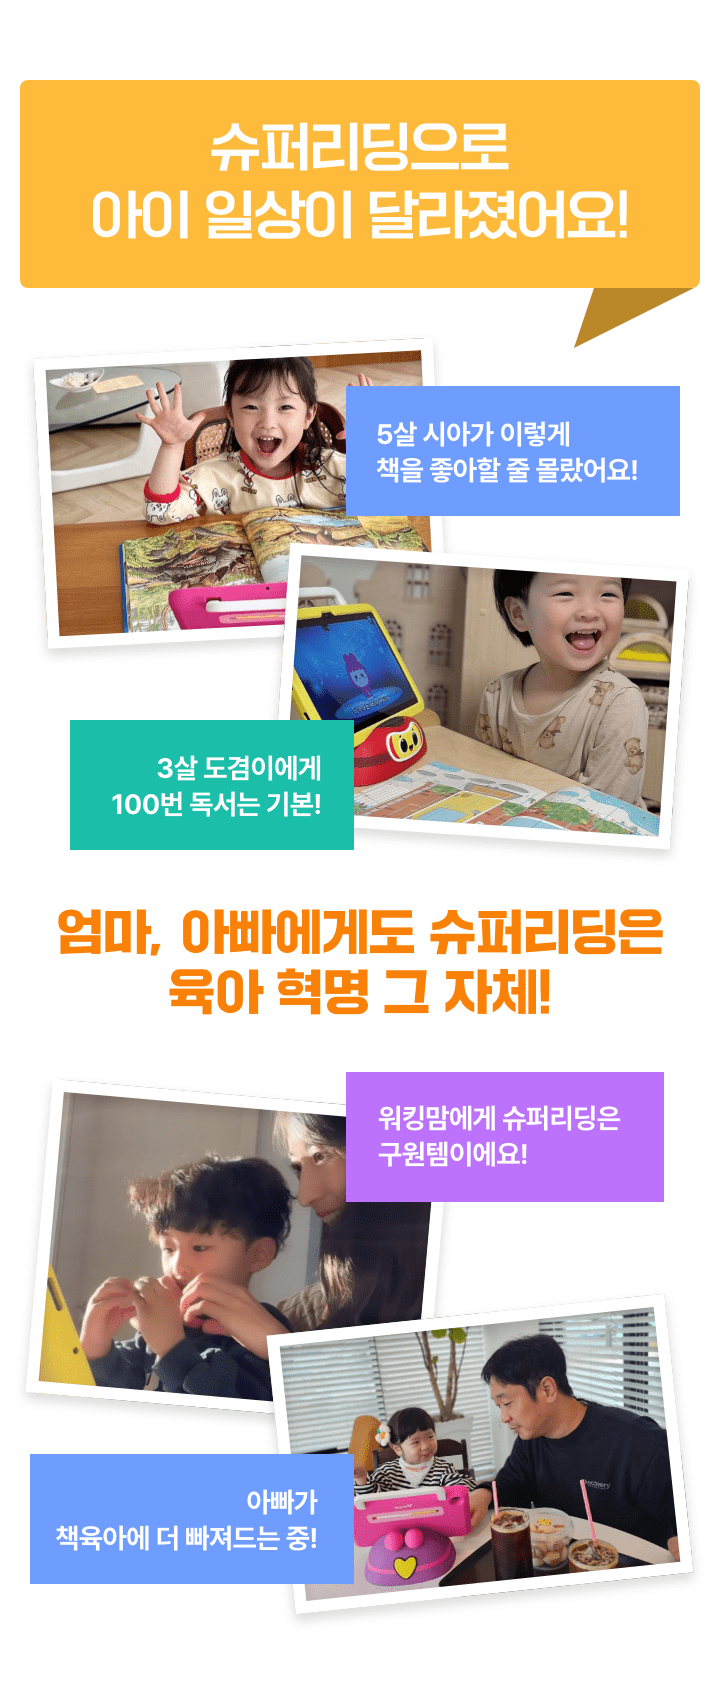 슈퍼리딩으로
아이 일상이 달라졌어요!
5살 시아가 이렇게
책을 좋아할 줄 몰랐어요!
3살 도겸이에게
100번 독서는 기본!
엄마, 아빠에게도 슈퍼리딩은
육아 혁명 그 자체!
워킹맘에게 슈퍼리딩은
구원템이에요!
아빠가
책육아에 더 빠져드는 중!